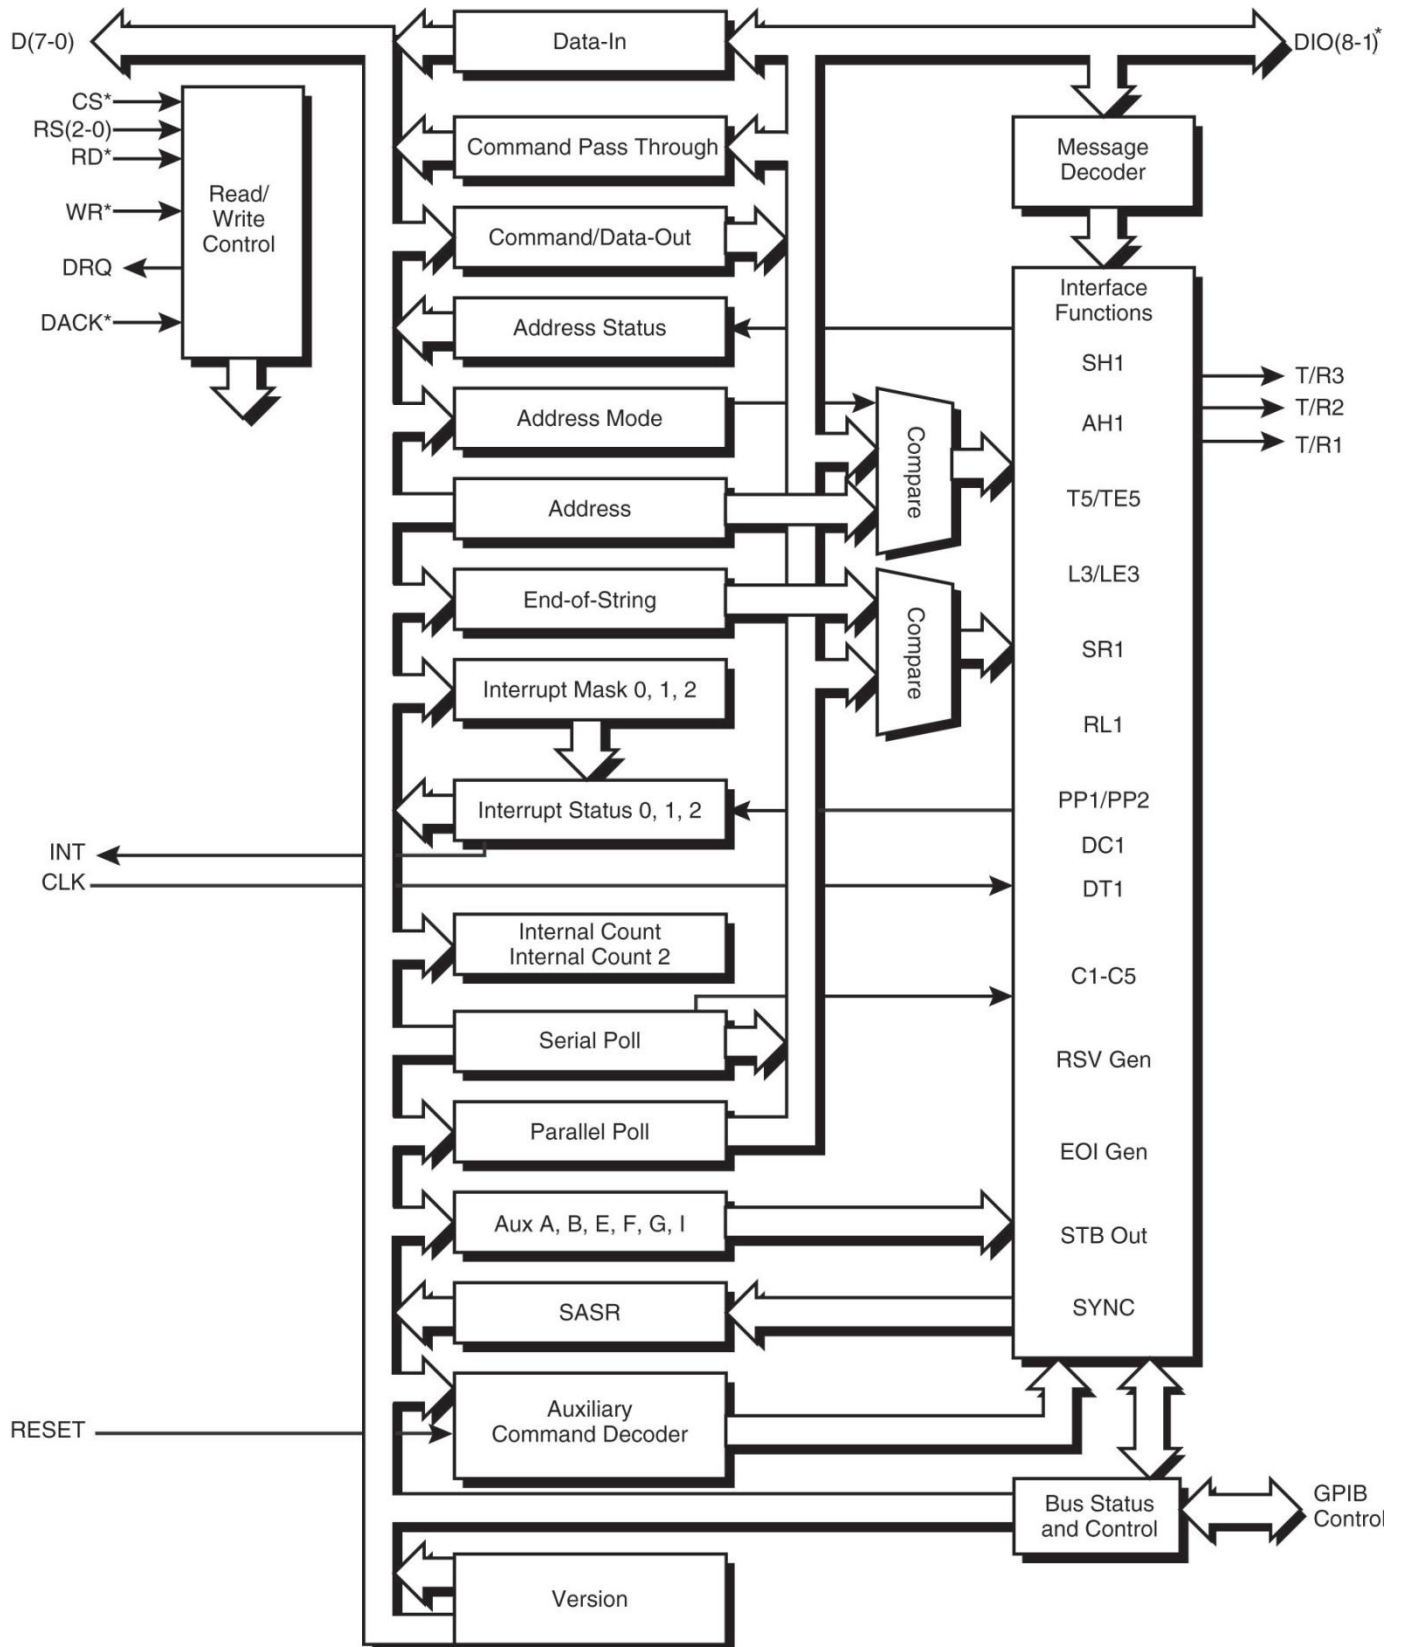 D(7-0)
Data-In
DIO(8-1)*
CS*
RS(2-0)
RD*
WR*
DRQ
DACK*
Read/
Write
Control
Command Pass Through
Message
Decoder
Command/Data-Out
Address Status
Address Mode
Address
End-of-String
Interrupt Mask 0, 1, 2
Interrupt Status 0, 1, 2
Compare
Compare
Interface
Functions
SH1
AH1
T5/TE5
L3/LE3
SR1
RL1
PP1/PP2
DC1
DT1
C1-C5
RSV Gen
EOI Gen
STB Out
SYNC
T/R3
T/R2
T/R1
INT
CLK
Internal Count
Internal Count 2
Serial Poll
Parallel Poll
Aux A, B, E, F, G, I
SASR
RESET
Auxiliary
Command Decoder
Bus Status
and Control
GPIB
Control
Version